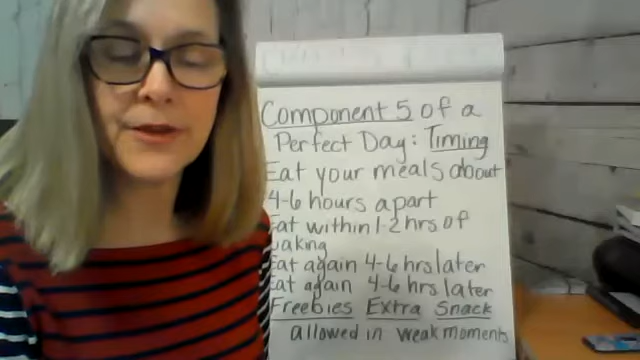 Component 5 of a
Perfect Day: Timing
Eat your meals about
4-6 hours apart
Eat within 1-2 hrs of
waking
Eat again 4-6 hrs later
Eat again 4-6 hrs later
Freebies Extra Snack
allowed in weak moments